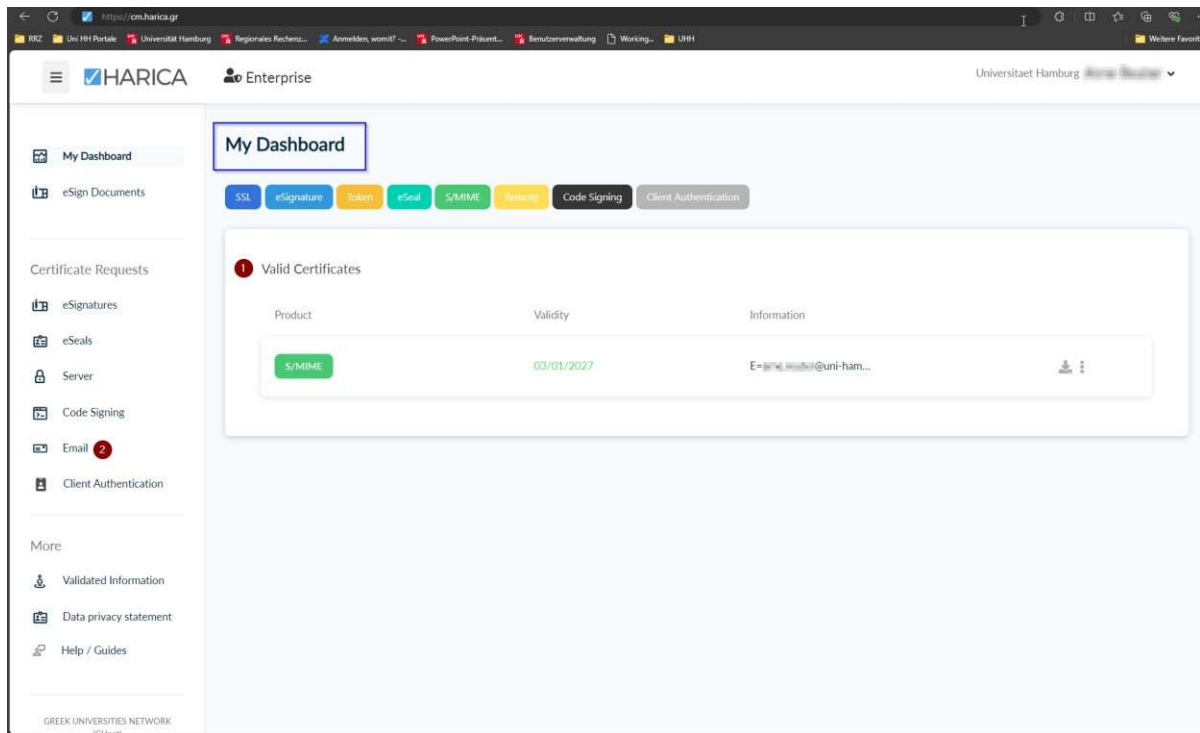 https://cm.harica.gr
RRZ Uni HH Portale Universität Hamburg Regionales Rechenz... Anmelden, womit? -... PowerPoint-Präsent... Benutzerverwaltung Working... UHH Weitere Favorit
HARICA Enterprise Universitaet Hamburg
My Dashboard
My Dashboard
eSign Documents
SSL eSignature Token eSeal S/MIME Remote Code Signing Client Authentication
Certificate Requests
eSignatures
eSeals
Server
Code Signing
Email 2
Client Authentication
1 Valid Certificates
Product Validity Information
S/MIME 03/01/2027 E= @uni-ham...
More
Validated Information
Data privacy statement
Help / Guides
GREEK UNIVERSITIES NETWORK